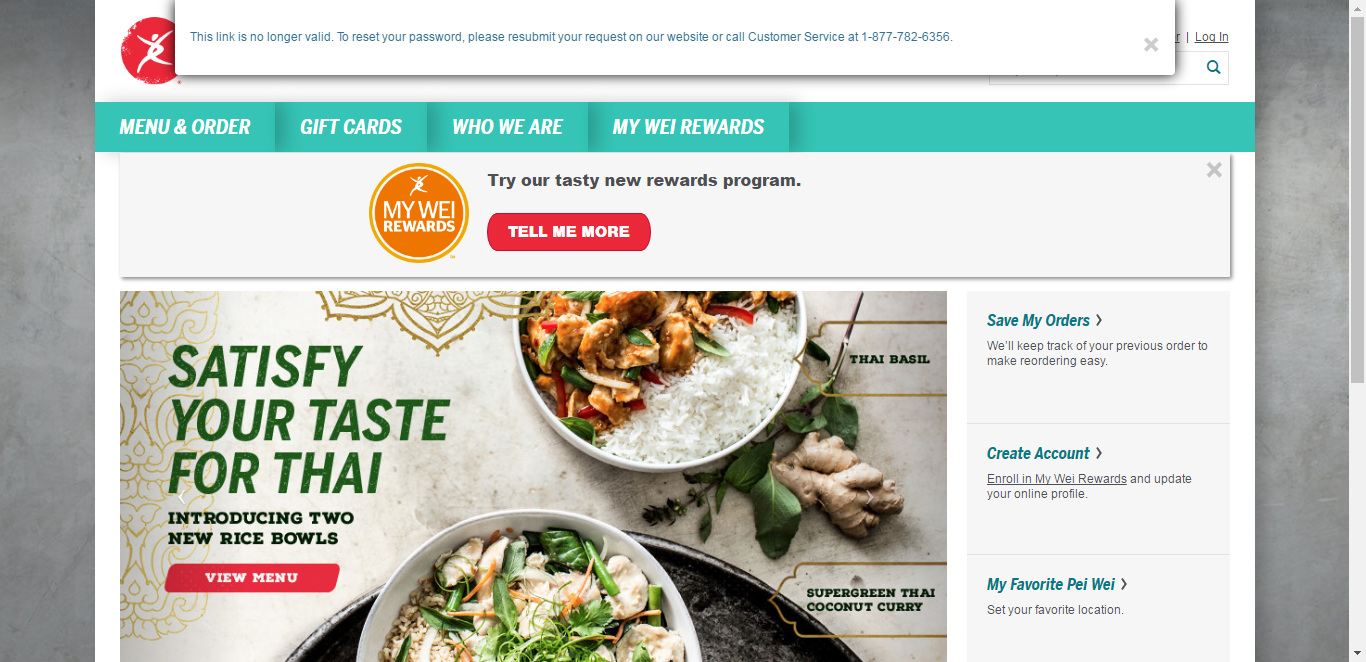 This link is no longer valid. To reset your password, please resubmit your request on our website or call Customer Service at 1-877-782-6356.
| Log In
MENU & ORDER
GIFT CARDS
WHO WE ARE
MY WEI REWARDS
MY WEI
REWARDS
Try our tasty new rewards program.
TELL ME MORE
SATISFY
YOUR TASTE
FOR THAI
INTRODUCING TWO
NEW RICE BOWLS
VIEW MENU
THAI BASIL
SUPERGREEN THAI
COCONUT CURRY
Save My Orders
We'll keep track of your previous order to
make reordering easy.
Create Account
Enroll in My Wei Rewards and update
your online profile.
My Favorite Pei Wei
Set your favorite location.